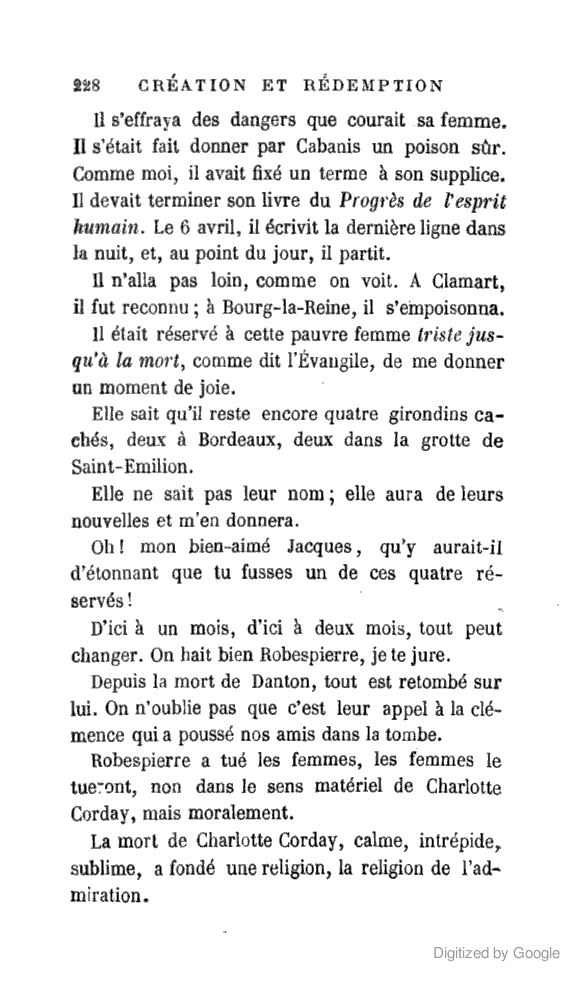 228 CRÉATION ET RÉDEMPTION
Il s'effraya des dangers que courait sa femme.
Il s'était fait donner par Cabanis un poison sûr.
Comme moi, il avait fixé un terme à son supplice.
Il devait terminer son livre du Progrès de l'esprit
humain. Le 6 avril, il écrivit la dernière ligne dans
la nuit, et, au point du jour, il partit.
Il n'alla pas loin, comme on voit. A Clamart,
il fut reconnu ; à Bourg-la-Reine, il s'empoisonna.
Il était réservé à cette pauvre femme triste jus-
qu'à la mort, comme dit l'Évangile, de me donner
un moment de joie.
Elle sait qu'il reste encore quatre girondins ca-
chés, deux à Bordeaux, deux dans la grotte de
Saint-Emilion.
Elle ne sait pas leur nom ; elle aura de leurs
nouvelles et m'en donnera.
Oh ! mon bien-aimé Jacques, qu'y aurait-il
d'étonnant que tu fusses un de ces quatre ré-
servés !
D'ici à un mois, d'ici à deux mois, tout peut
changer. On hait bien Robespierre, je te jure.
Depuis la mort de Danton, tout est retombé sur
lui. On n'oublie pas que c'est leur appel à la clé-
mence qui a poussé nos amis dans la tombe.
Robespierre a tué les femmes, les femmes le
tueront, non dans le sens matériel de Charlotte
Corday, mais moralement.
La mort de Charlotte Corday, calme, intrépide,
sublime, a fondé une religion, la religion de l'ad-
miration.
Digitized by Google